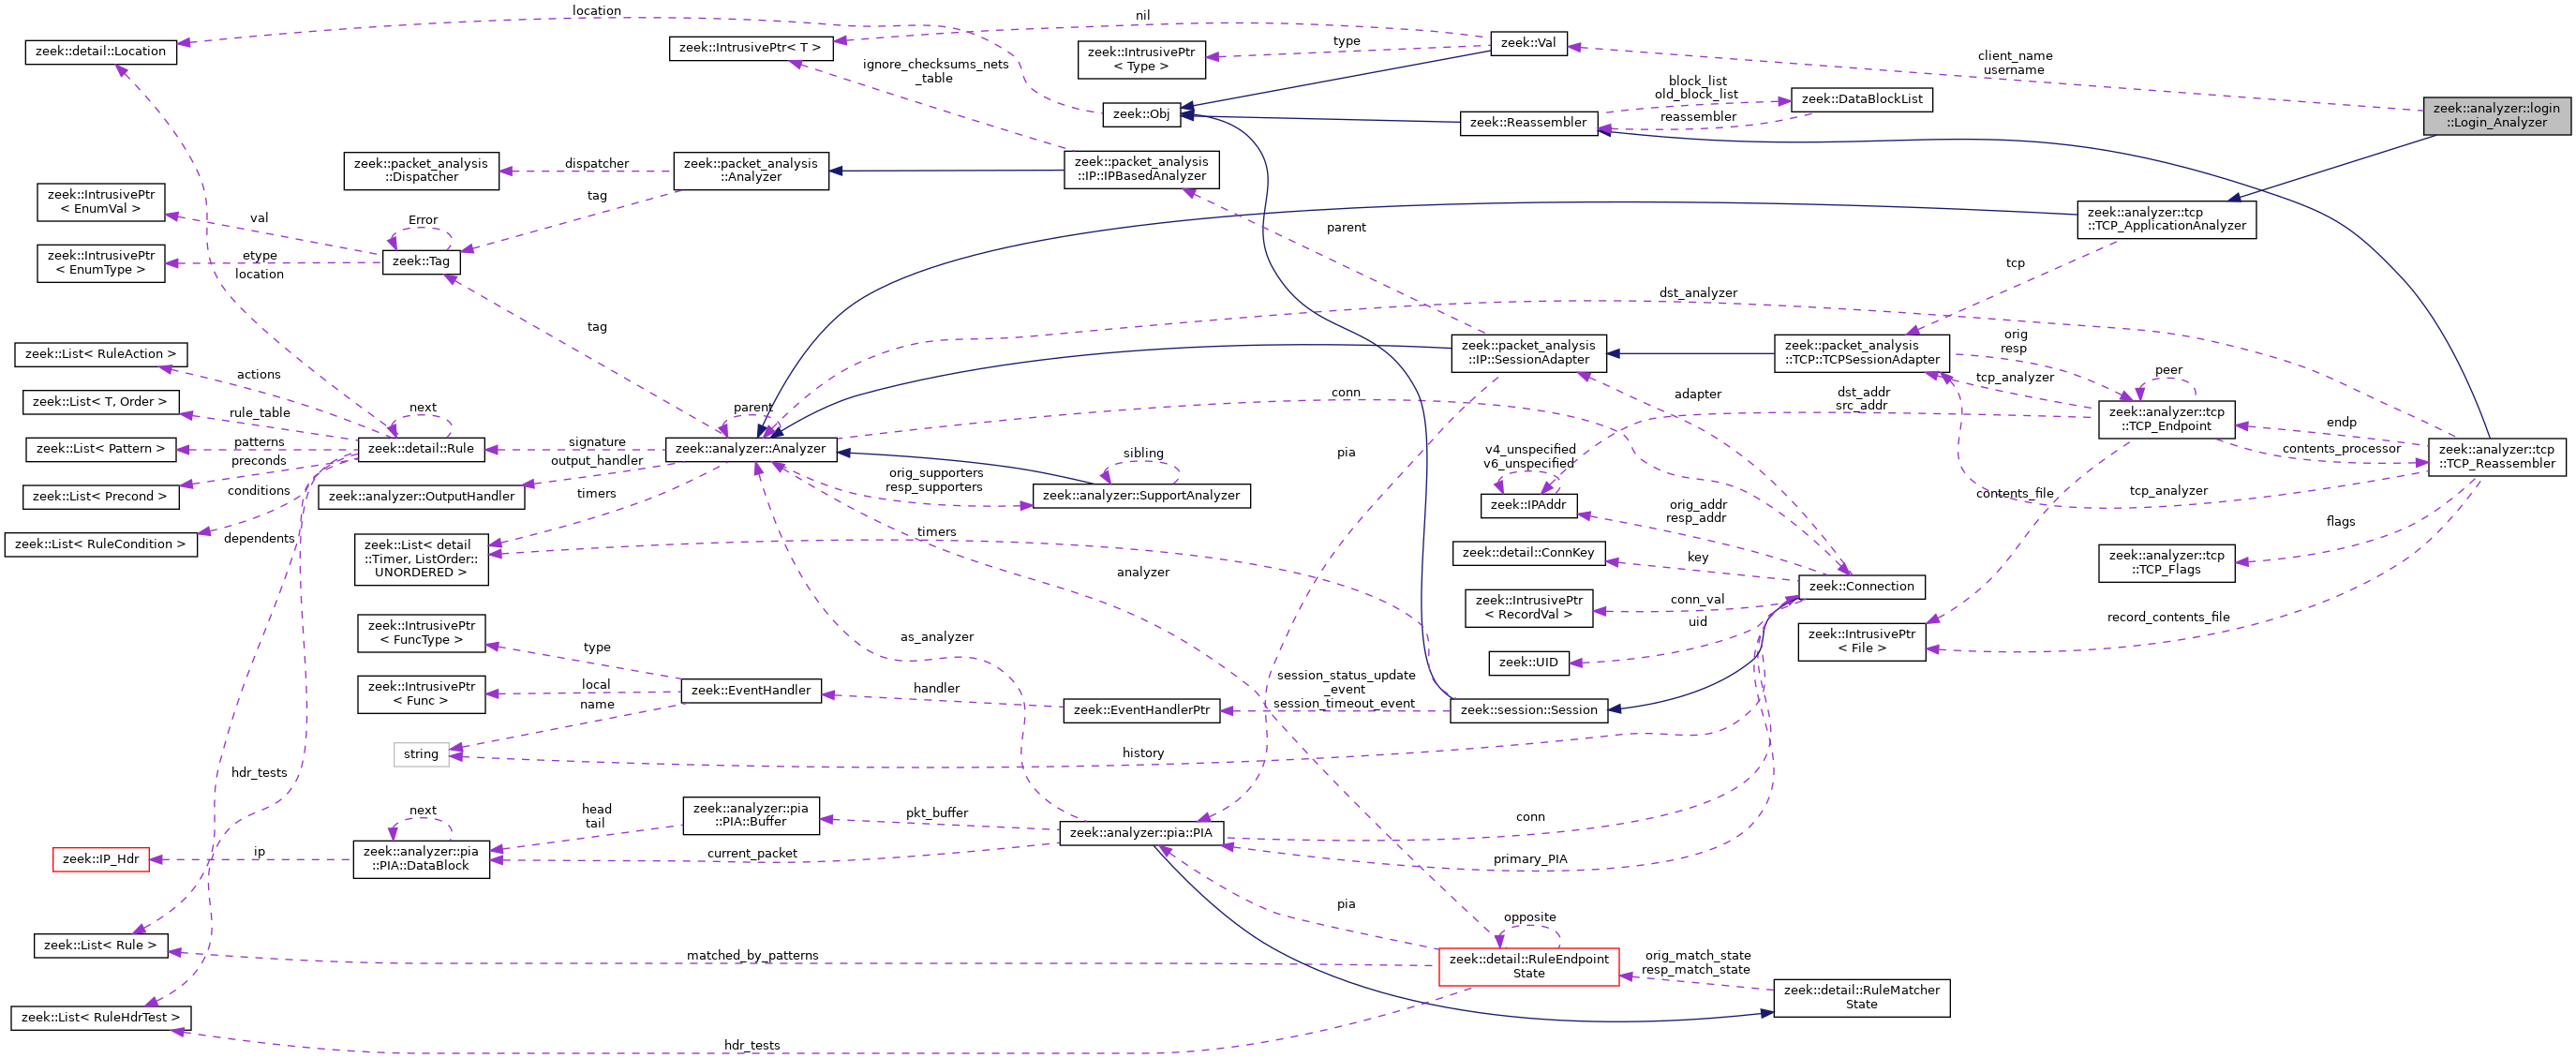 location
nil
zeek::detail::Location
zeek::IntrusivePtr< T >
zeek::IntrusivePtr
< Type >
type
zeek::Val
client_name
username
ignore_checksums_nets
_table
block_list
old_block_list
reassembler
zeek::DataBlockList
zeek::analyzer::login
::Login_Analyzer
zeek::Obj
zeek::Reassembler
zeek::packet_analysis
::Dispatcher
dispatcher
zeek::packet_analysis
::Analyzer
zeek::packet_analysis
::IP::IPBasedAnalyzer
zeek::IntrusivePtr
< EnumVal >
val
Error
tag
parent
zeek::analyzer::tcp
::TCP_ApplicationAnalyzer
zeek::IntrusivePtr
< EnumType >
etype
location
zeek::Tag
tcp
dst_analyzer
tag
zeek::List< RuleAction >
actions
zeek::packet_analysis
::IP::SessionAdapter
zeek::packet_analysis
::TCP::TCPSessionAdapter
orig
resp
tcp_analyzer
peer
zeek::List< T, Order >
rule_table
next
parent
conn
adapter
dst_addr
src_addr
zeek::analyzer::tcp
::TCP_Endpoint
endp
zeek::List< Pattern >
patterns
zeek::detail::Rule
signature
zeek::analyzer::Analyzer
contents_processor
zeek::analyzer::tcp
::TCP_Reassembler
preconds
output_handler
sibling
v4_unspecified
v6_unspecified
pia
zeek::List< Precond >
conditions
zeek::analyzer::OutputHandler
timers
orig_supporters
resp_supporters
zeek::analyzer::SupportAnalyzer
zeek::IPAddr
orig_addr
resp_addr
contents_file
tcp_analyzer
flags
zeek::List< RuleCondition >
dependents
zeek::List< detail
::Timer, ListOrder::
UNORDERED >
timers
analyzer
zeek::detail::ConnKey
key
zeek::analyzer::tcp
::TCP_Flags
zeek::Connection
zeek::IntrusivePtr
< RecordVal >
conn_val
uid
record_contents_file
zeek::IntrusivePtr
< FuncType >
type
as_analyzer
zeek::UID
zeek::IntrusivePtr
< File >
zeek::IntrusivePtr
< Func >
local
name
zeek::EventHandler
handler
zeek::EventHandlerPtr
session_status_update
_event
session_timeout_event
zeek::session::Session
string
history
hdr_tests
next
head
tail
zeek::analyzer::pia
::PIA::Buffer
pkt_buffer
zeek::analyzer::pia::PIA
conn
zeek::IP_Hdr
ip
zeek::analyzer::pia
::PIA::DataBlock
current_packet
primary_PIA
pia
opposite
zeek::List< Rule >
matched_by_patterns
zeek::detail::RuleEndpoint
State
orig_match_state
resp_match_state
zeek::detail::RuleMatcher
State
zeek::List< RuleHdrTest >
hdr_tests